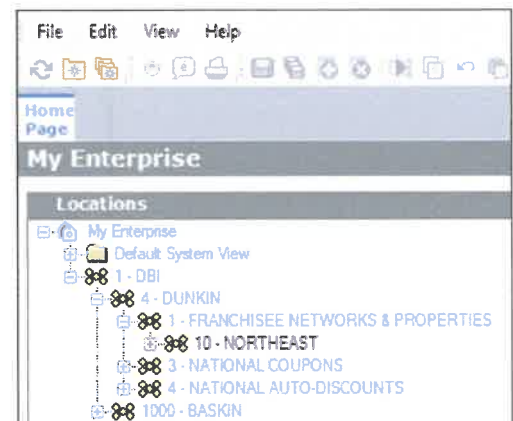 File Edit View Help
Home
Page
My Enterprise
Locations
My Enterprise
Default System View
1 - DBI
4 - DUNKIN
1 - FRANCHISEE NETWORKS & PROPERTIES
10 - NORTHEAST
3 - NATIONAL COUPONS
4 - NATIONAL AUTO-DISCOUNTS
1000 - BASKIN